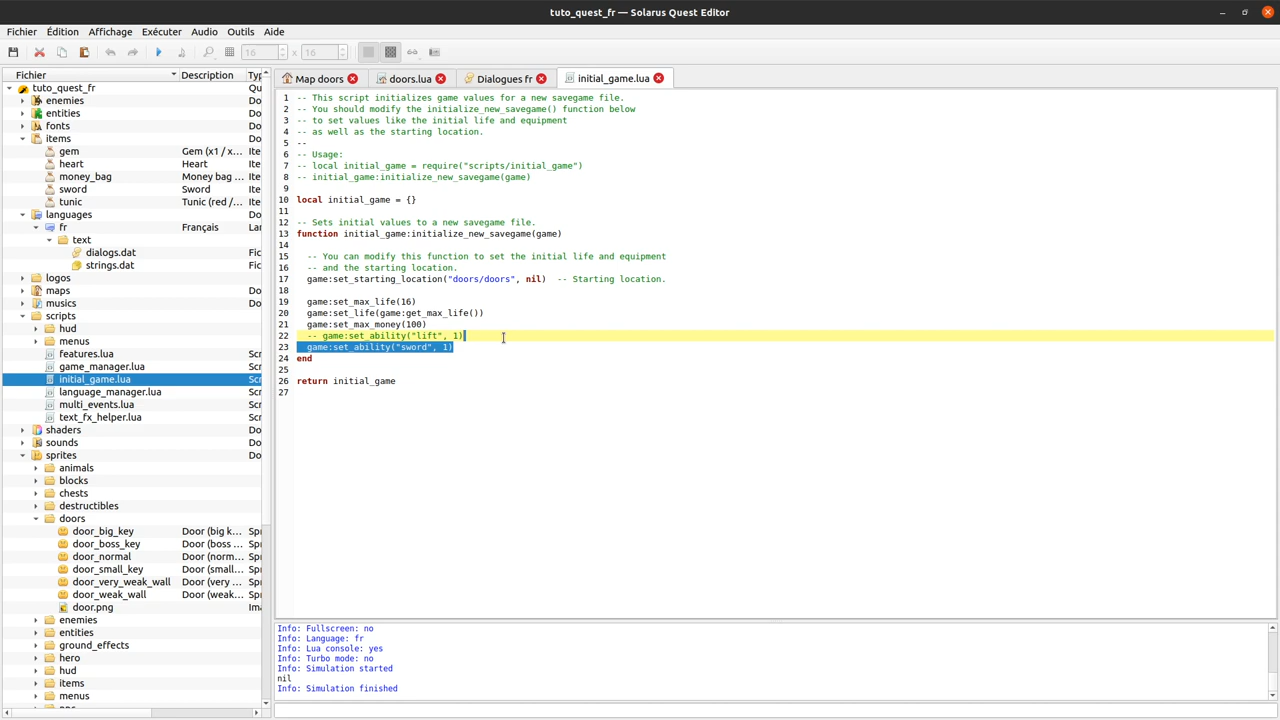 tuto_quest_fr — Solarus Quest Editor
Fichier Édition Affichage Exécuter Audio Outils Aide
16 x 16
Fichier Description Typ
Map doors doors.lua Dialogues fr initial_game.lua
tuto_quest_fr Qu
enemies Do
entities Do
fonts Do
items Do
gem Gem (x1 / x... Ite
heart Heart Ite
money_bag Money bag ... Ite
sword Sword Ite
tunic Tunic (red /... Ite
languages Do
fr Français Lar
text
dialogs.dat Fic
strings.dat Fic
logos Do
maps Do
musics Do
scripts Do
hud Do
menus Do
features.lua Scr
game_manager.lua Scr
initial_game.lua Scr
language_manager.lua Scr
multi_events.lua Scr
text_fx_helper.lua Scr
shaders Do
sounds Do
sprites Do
animals
blocks
chests
destructibles
doors
door_big_key Door (big k... Spr
door_boss_key Door (boss ... Spr
door_normal Door (norm... Spr
door_small_key Door (small... Spr
door_very_weak_wall Door (very ... Spr
door_weak_wall Door (weak... Spr
door.png Ima
enemies
entities
ground_effects
hero
hud
items
menus
1 -- This script initializes game values for a new savegame file.
2 -- You should modify the initialize_new_savegame() function below
3 -- to set values like the initial life and equipment
4 -- as well as the starting location.
5 --
6 -- Usage:
7 -- local initial_game = require("scripts/initial_game")
8 -- initial_game:initialize_new_savegame(game)
9
10 local initial_game = {}
11
12 -- Sets initial values to a new savegame file.
13 function initial_game:initialize_new_savegame(game)
14
15 -- You can modify this function to set the initial life and equipment
16 -- and the starting location.
17 game:set_starting_location("doors/doors", nil) -- Starting location.
18
19 game:set_max_life(16)
20 game:set_life(game:get_max_life())
21 game:set_max_money(100)
22 -- game:set_ability("lift", 1)
23 game:set_ability("sword", 1)
24 end
25
26 return initial_game
27
Info: Fullscreen: no
Info: Language: fr
Info: Lua console: yes
Info: Turbo mode: no
Info: Simulation started
nil
Info: Simulation finished